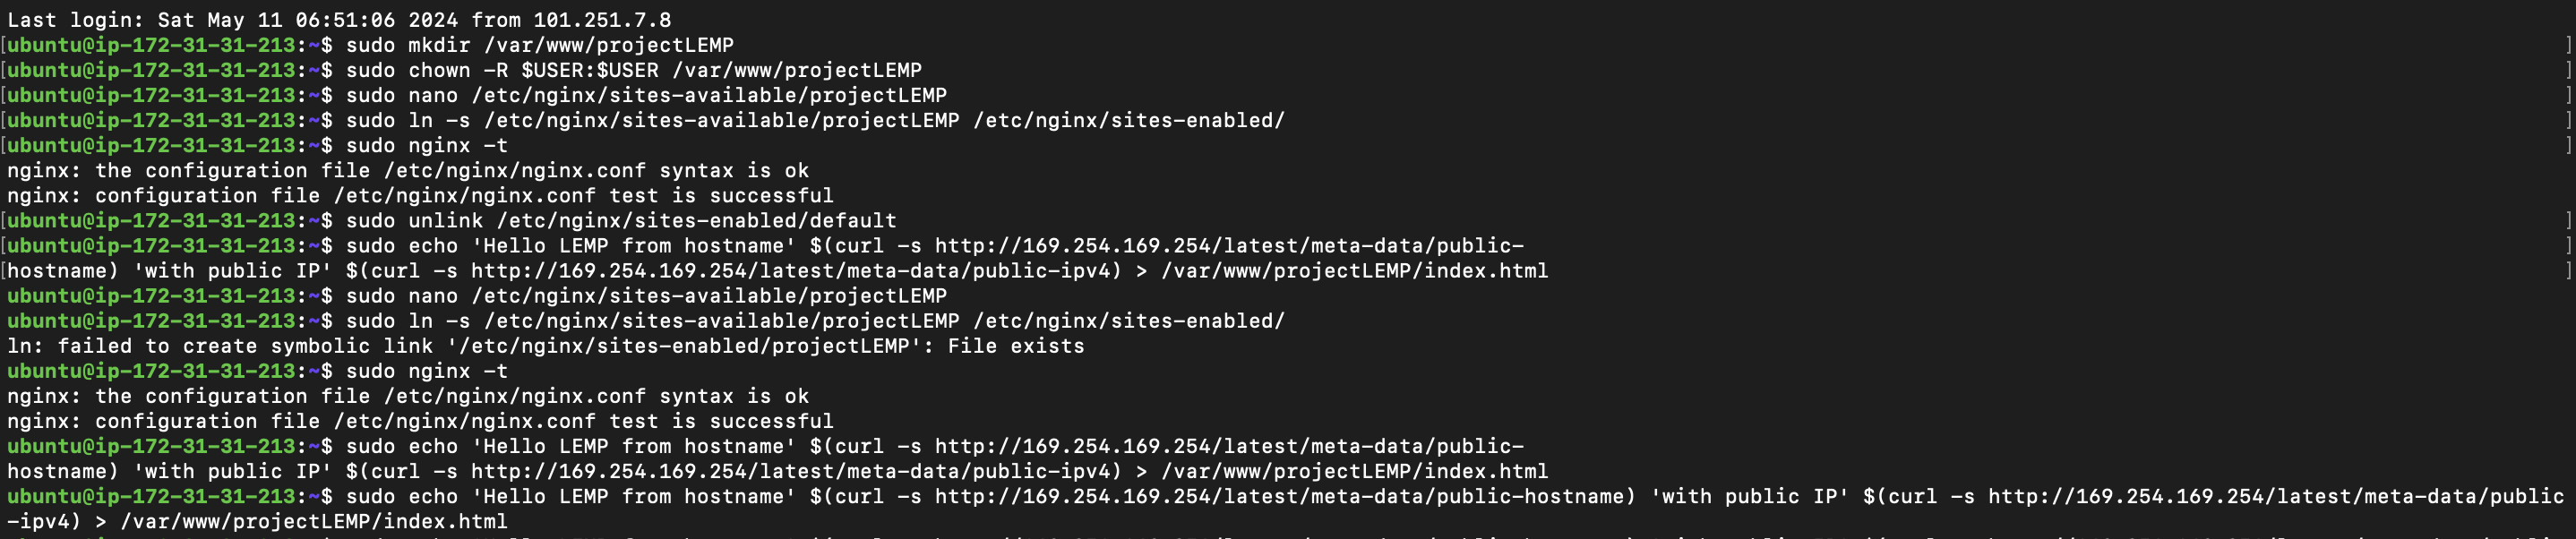 Last login: Sat May 11 06:51:06 2024 from 101.251.7.8
[ubuntu@ip-172-31-31-213:~$ sudo mkdir /var/www/projectLEMP ]
[ubuntu@ip-172-31-31-213:~$ sudo chown -R $USER:$USER /var/www/projectLEMP ]
[ubuntu@ip-172-31-31-213:~$ sudo nano /etc/nginx/sites-available/projectLEMP ]
[ubuntu@ip-172-31-31-213:~$ sudo ln -s /etc/nginx/sites-available/projectLEMP /etc/nginx/sites-enabled/ ]
[ubuntu@ip-172-31-31-213:~$ sudo nginx -t ]
nginx: the configuration file /etc/nginx/nginx.conf syntax is ok
nginx: configuration file /etc/nginx/nginx.conf test is successful
[ubuntu@ip-172-31-31-213:~$ sudo unlink /etc/nginx/sites-enabled/default ]
[ubuntu@ip-172-31-31-213:~$ sudo echo 'Hello LEMP from hostname' $(curl -s http://169.254.169.254/latest/meta-data/public- ]
[hostname) 'with public IP' $(curl -s http://169.254.169.254/latest/meta-data/public-ipv4) > /var/www/projectLEMP/index.html ]
ubuntu@ip-172-31-31-213:~$ sudo nano /etc/nginx/sites-available/projectLEMP
ubuntu@ip-172-31-31-213:~$ sudo ln -s /etc/nginx/sites-available/projectLEMP /etc/nginx/sites-enabled/
ln: failed to create symbolic link '/etc/nginx/sites-enabled/projectLEMP': File exists
ubuntu@ip-172-31-31-213:~$ sudo nginx -t
nginx: the configuration file /etc/nginx/nginx.conf syntax is ok
nginx: configuration file /etc/nginx/nginx.conf test is successful
ubuntu@ip-172-31-31-213:~$ sudo echo 'Hello LEMP from hostname' $(curl -s http://169.254.169.254/latest/meta-data/public-
hostname) 'with public IP' $(curl -s http://169.254.169.254/latest/meta-data/public-ipv4) > /var/www/projectLEMP/index.html
ubuntu@ip-172-31-31-213:~$ sudo echo 'Hello LEMP from hostname' $(curl -s http://169.254.169.254/latest/meta-data/public-hostname) 'with public IP' $(curl -s http://169.254.169.254/latest/meta-data/public
-ipv4) > /var/www/projectLEMP/index.html